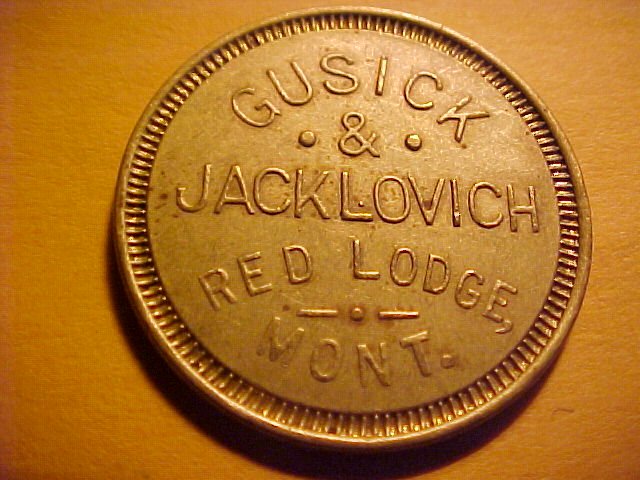 GUSICK
· & ·
JACKLOVICH
RED LODGE,
MONT.